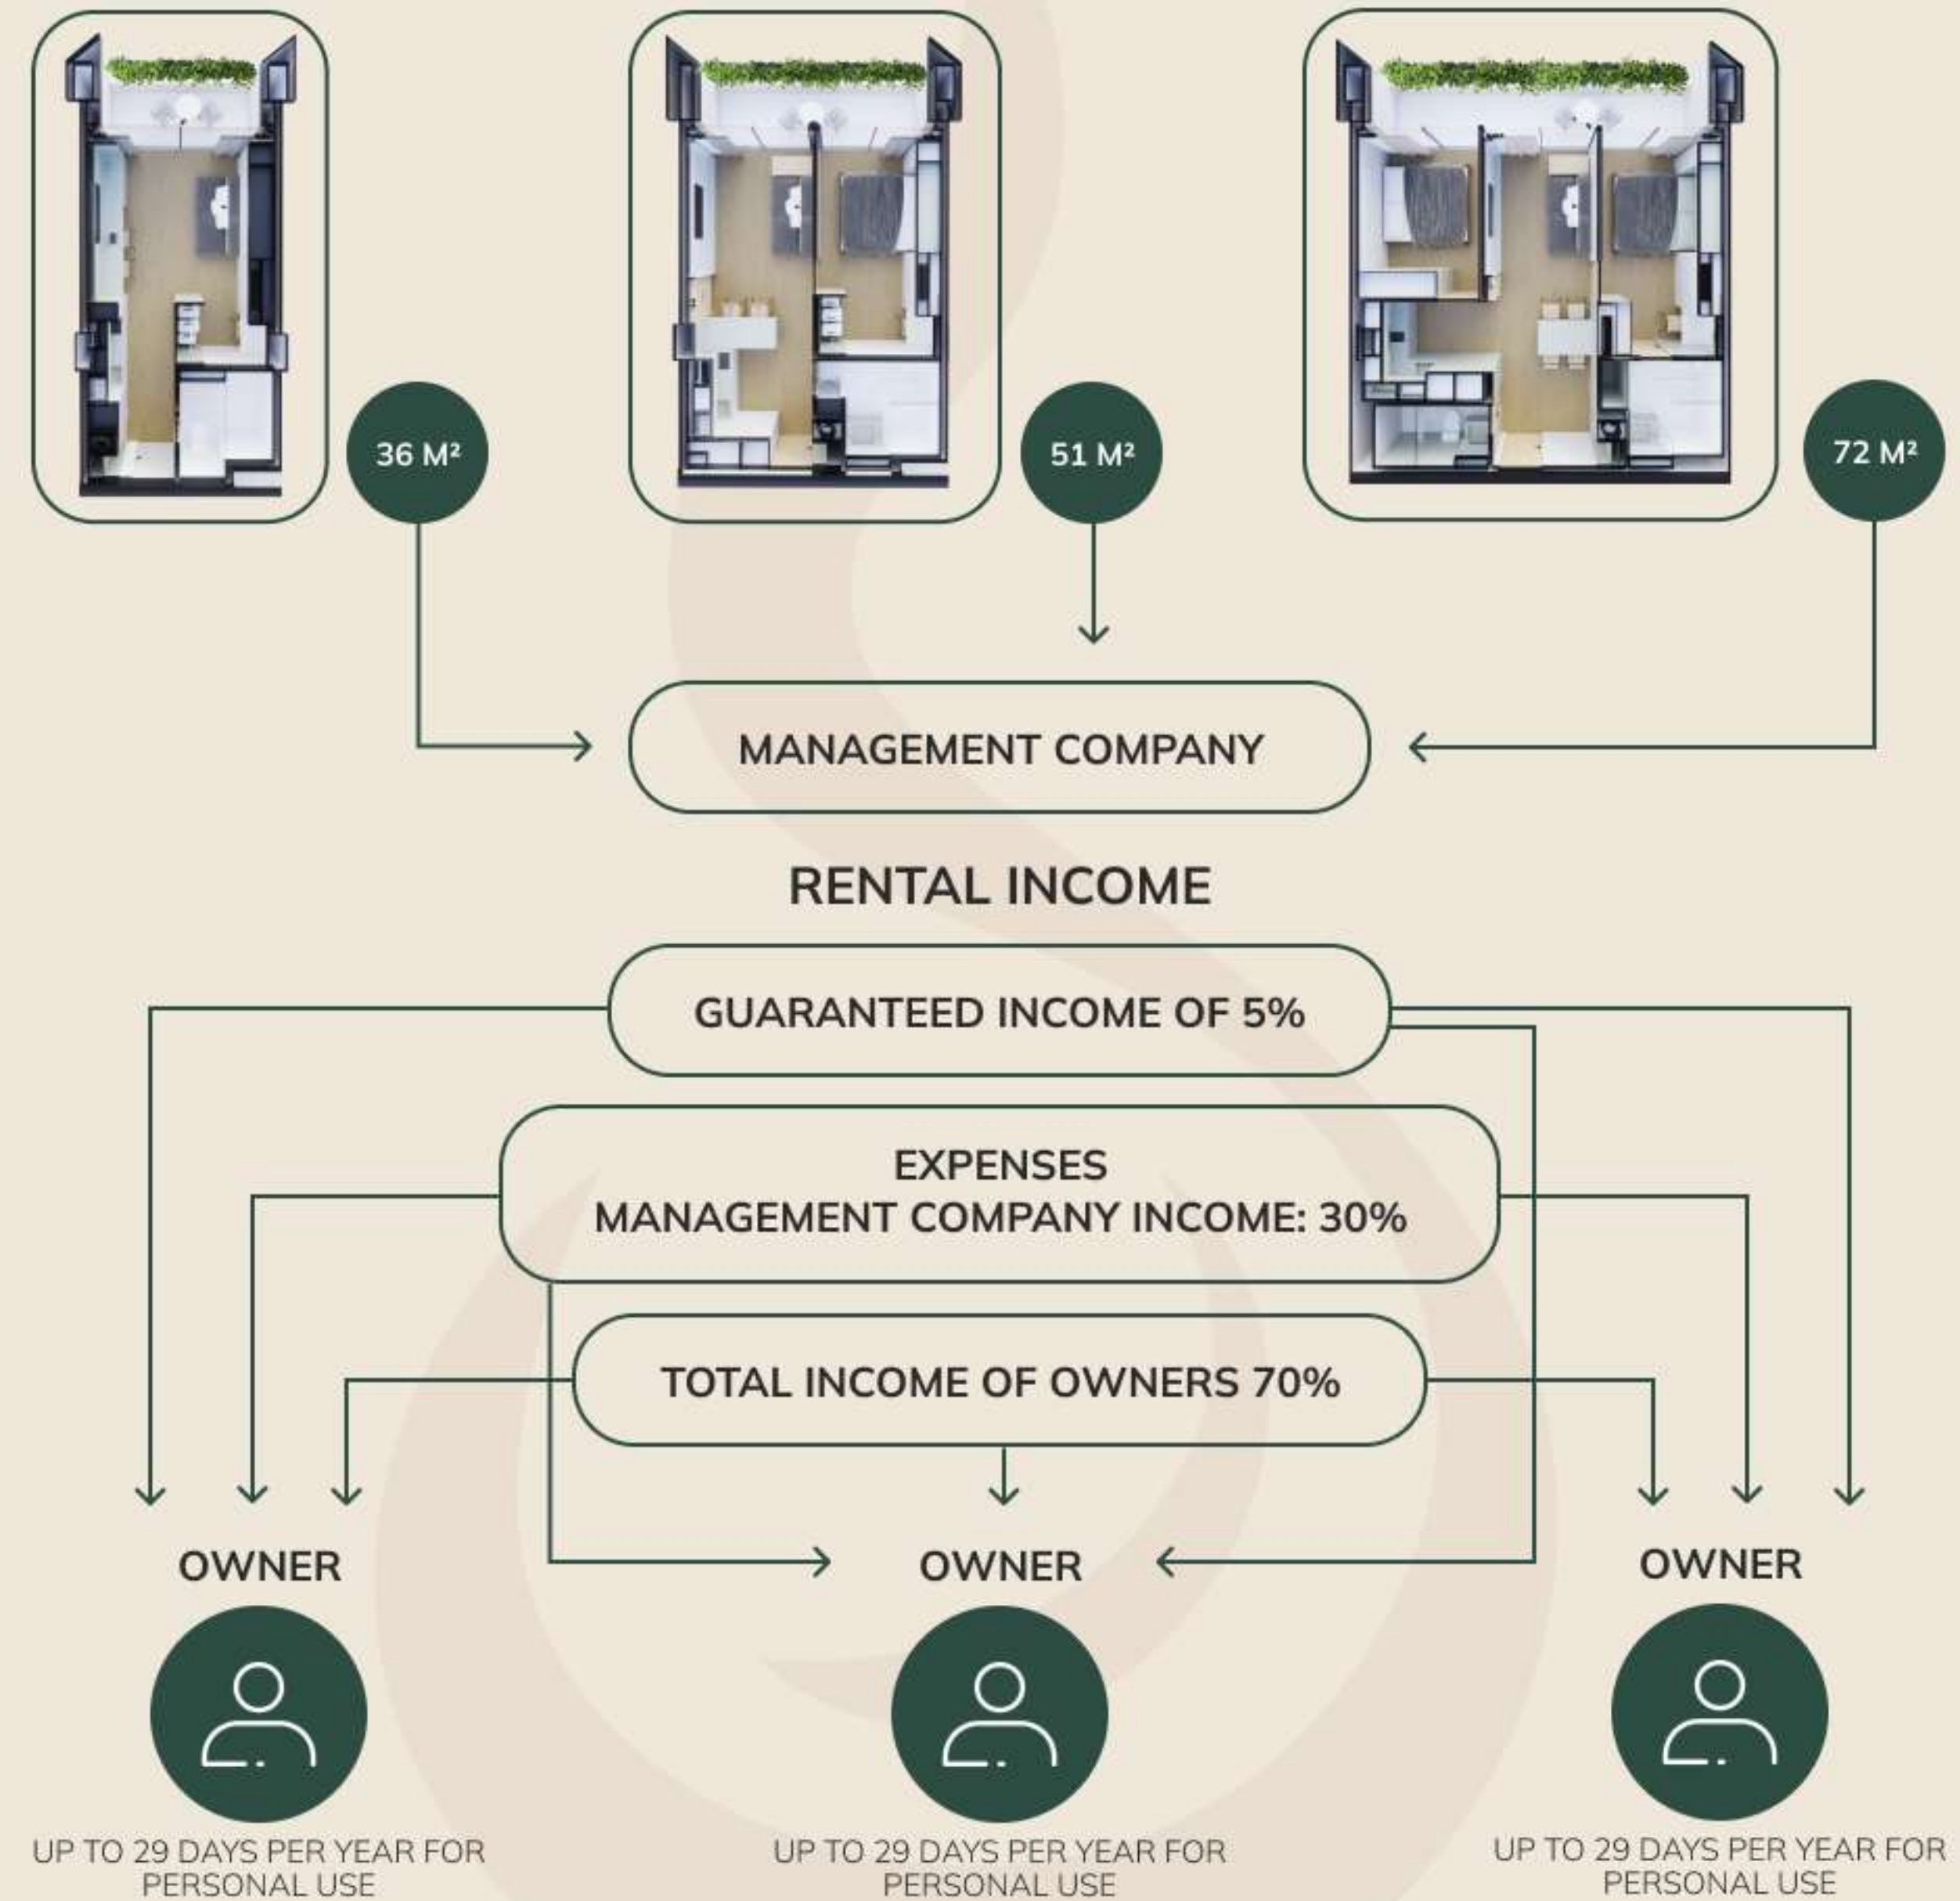 36 M²
51 M²
72 M²
MANAGEMENT COMPANY
RENTAL INCOME
GUARANTEED INCOME OF 5%
EXPENSES
MANAGEMENT COMPANY INCOME: 30%
TOTAL INCOME OF OWNERS 70%
OWNER
OWNER
OWNER
UP TO 29 DAYS PER YEAR FOR
PERSONAL USE
UP TO 29 DAYS PER YEAR FOR
PERSONAL USE
UP TO 29 DAYS PER YEAR FOR
PERSONAL USE